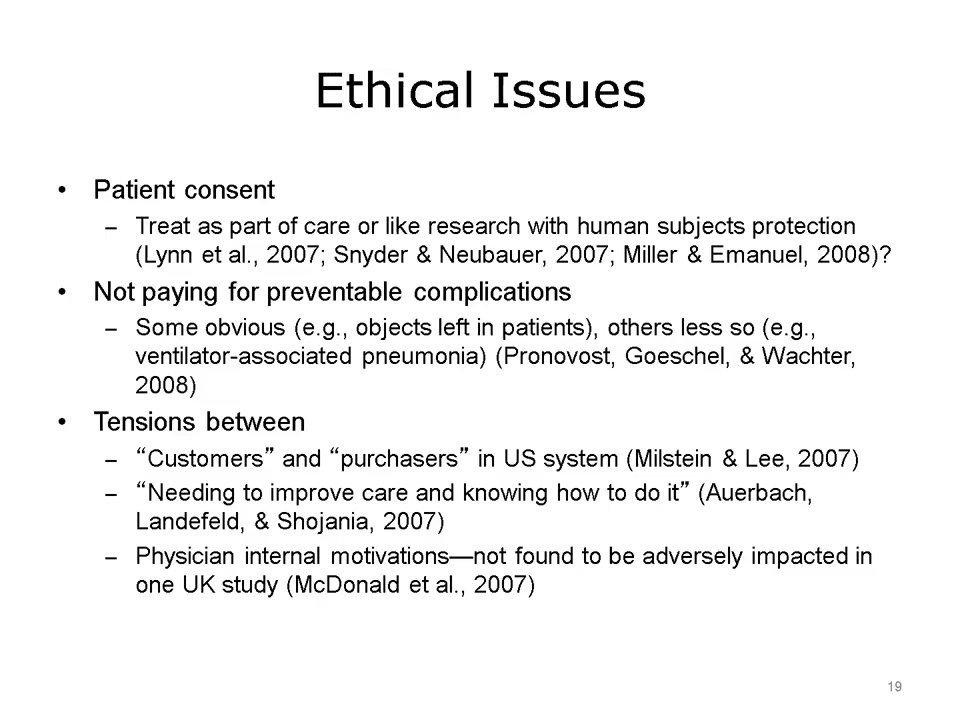 Ethical Issues
• Patient consent
– Treat as part of care or like research with human subjects protection
(Lynn et al., 2007; Snyder & Neubauer, 2007; Miller & Emanuel, 2008)?
• Not paying for preventable complications
– Some obvious (e.g., objects left in patients), others less so (e.g.,
ventilator-associated pneumonia) (Pronovost, Goeschel, & Wachter,
2008)
• Tensions between
– “Customers” and “purchasers” in US system (Milstein & Lee, 2007)
– “Needing to improve care and knowing how to do it” (Auerbach,
Landefeld, & Shojania, 2007)
– Physician internal motivations—not found to be adversely impacted in
one UK study (McDonald et al., 2007)
19